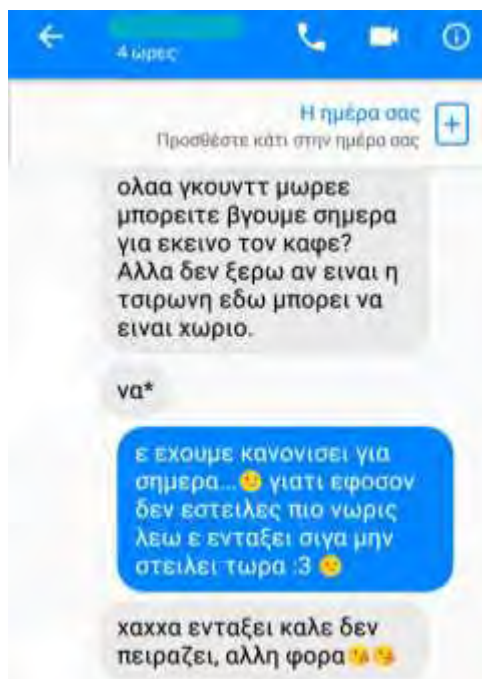 4 ώρες
Η ημέρα σας
Προσθέστε κάτι στην ημέρα σας
ολαα γκουνττ μωρεε
μπορειτε βγουμε σημερα
για εκεινο τον καφε?
Αλλα δεν ξερω αν ειναι η
τσιρωνη εδω μπορει να
ειναι χωριο.
να*
ε εχουμε κανονισει για
σημερα...😕 γιατι εφοσον
δεν εστειλες πιο νωρις
λεω ε ενταξει σιγα μην
στειλει τωρα :3 😕
χαχχα ενταξει καλε δεν
πειραζει, αλλη φορα😘😘